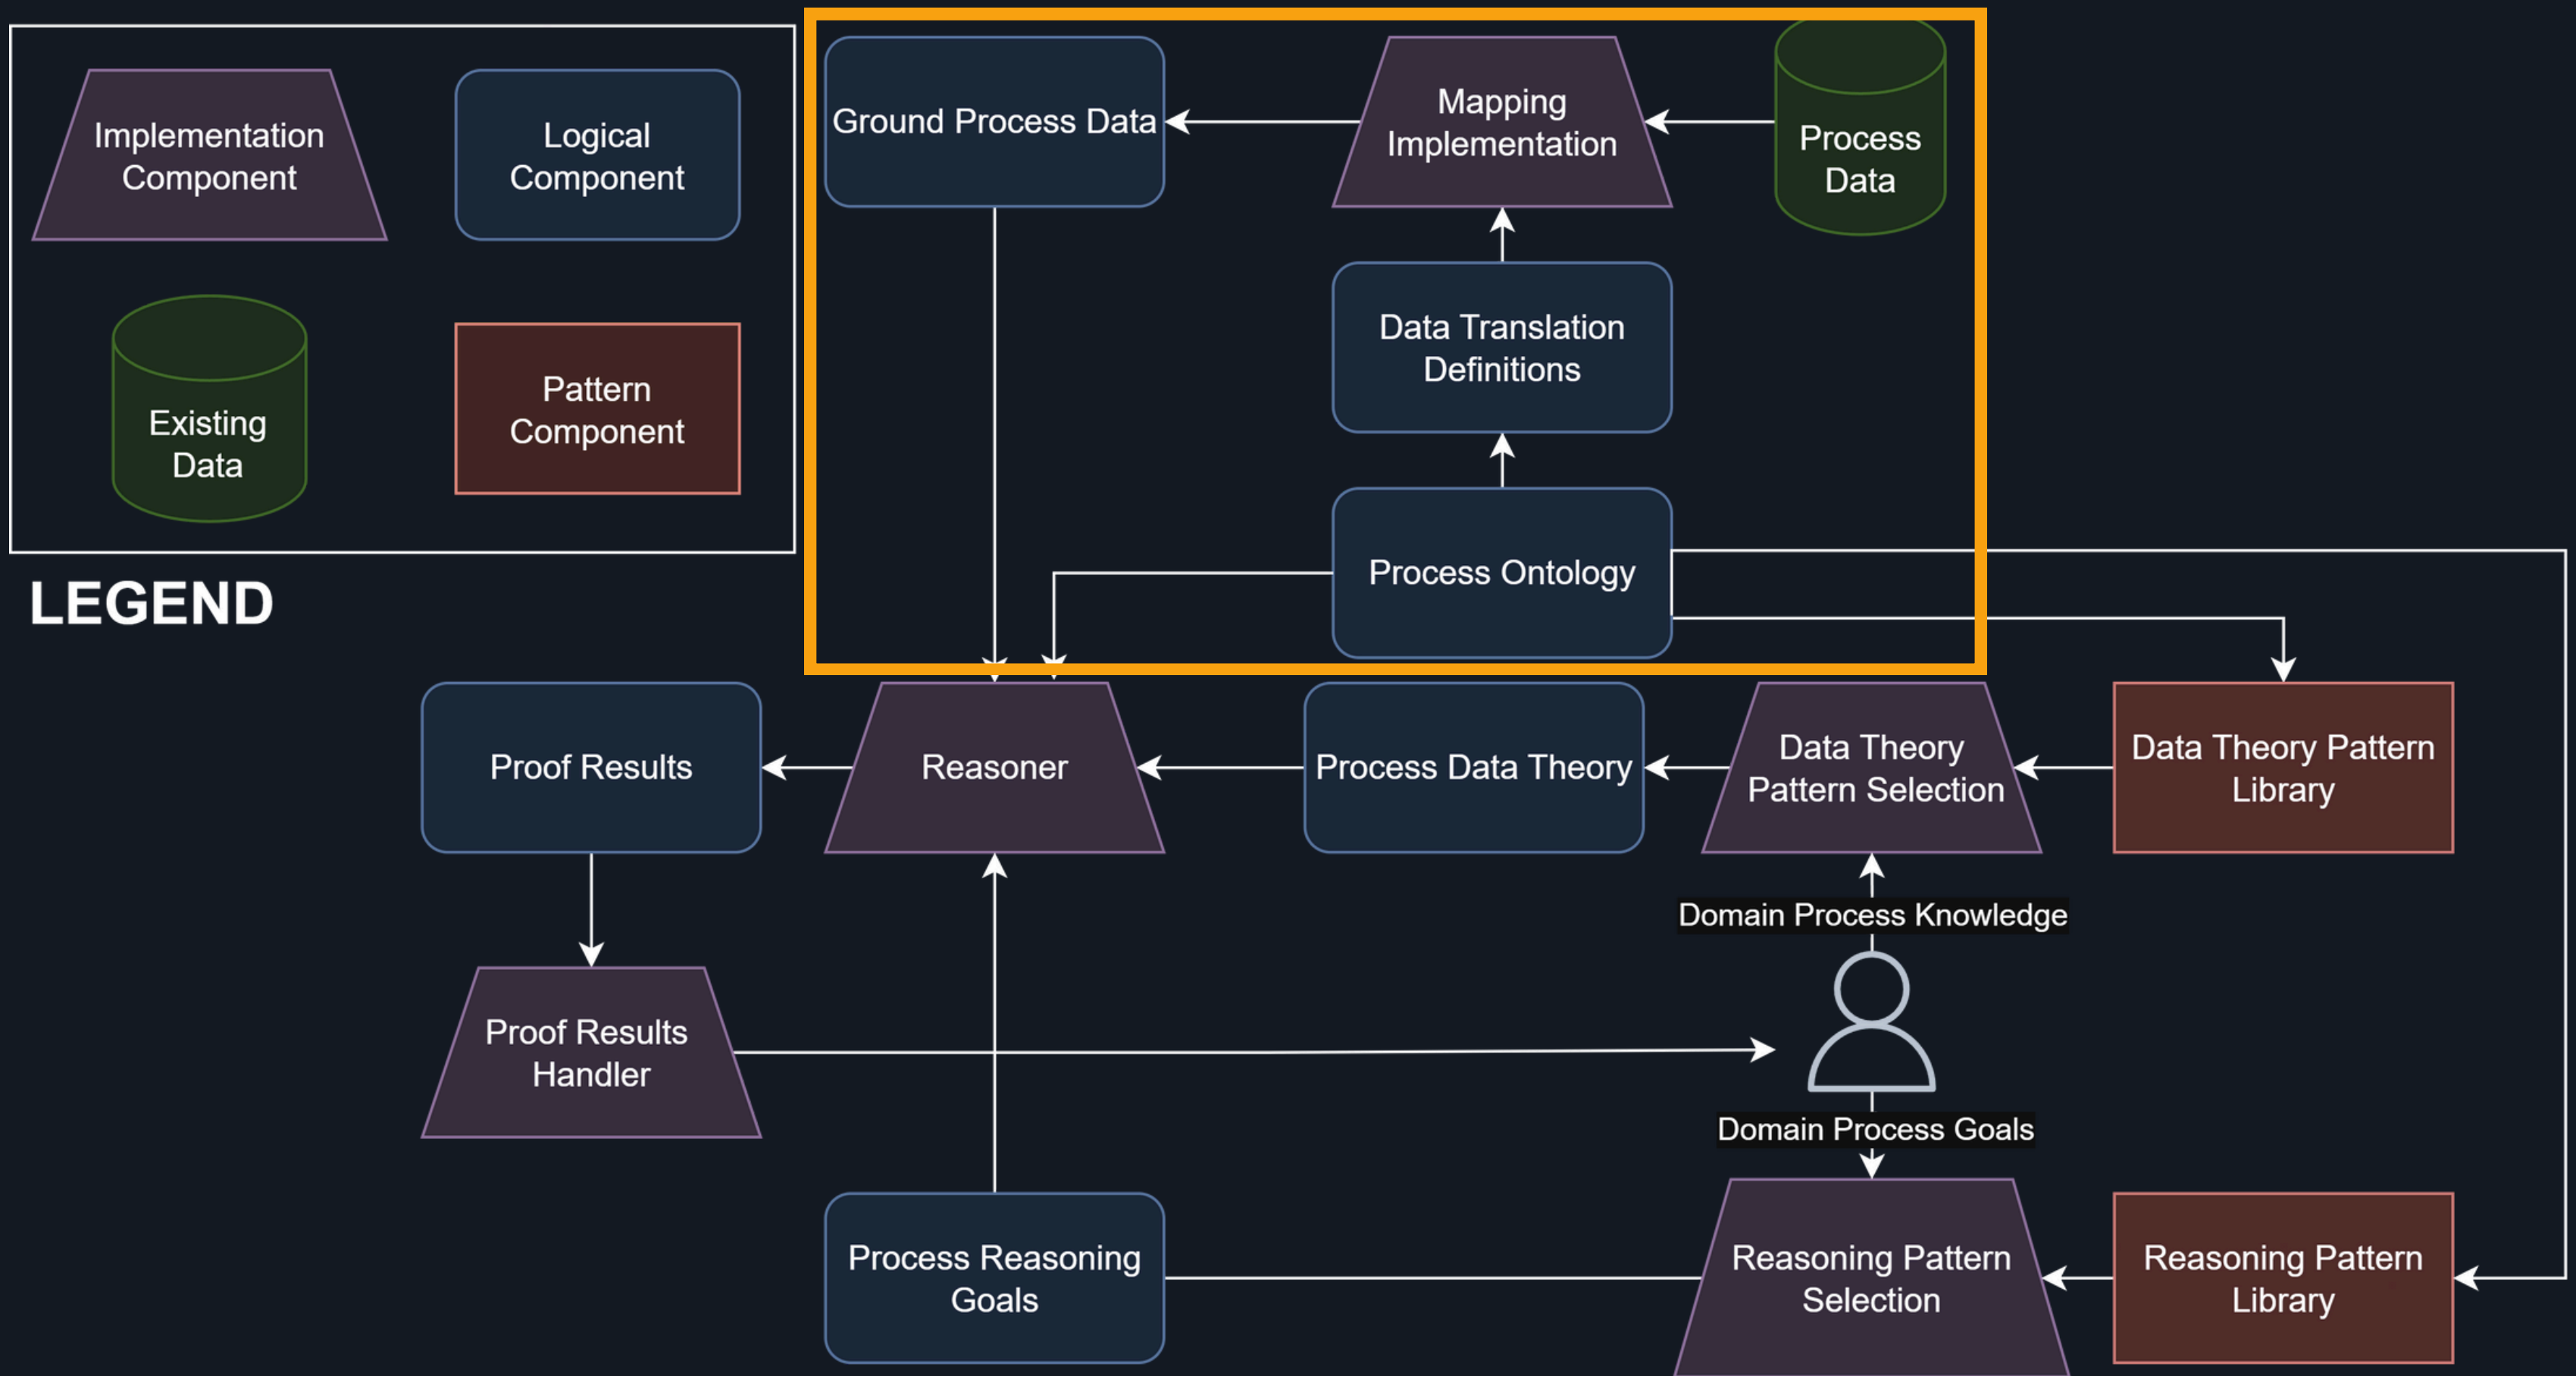 Implementation
Component
Logical
Component
Existing
Data
Pattern
Component
LEGEND
Ground Process Data
Mapping
Implementation
Process
Data
Data Translation
Definitions
Process Ontology
Proof Results
Reasoner
Process Data Theory
Data Theory
Pattern Selection
Data Theory Pattern
Library
Domain Process Knowledge
Proof Results
Handler
Domain Process Goals
Process Reasoning
Goals
Reasoning Pattern
Selection
Reasoning Pattern
Library